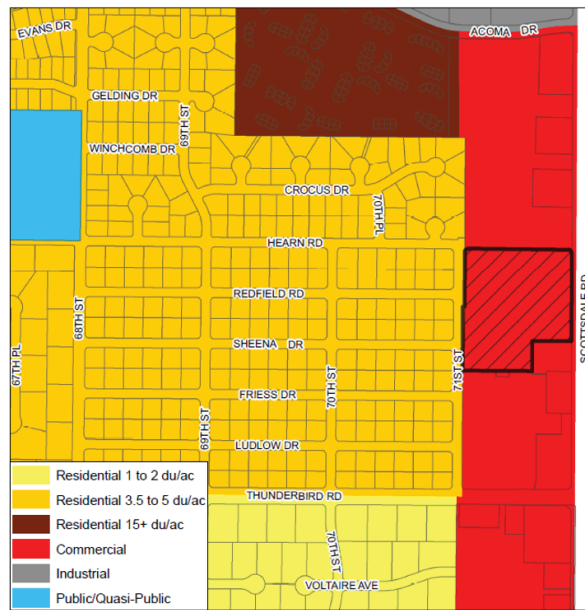 EVANS DR
ACOMA DR
GELDING DR
69TH ST
WINCHCOMB DR
CROCUS DR
70TH PL
HEARN RD
REDFIELD RD
68TH ST
SCOTTSDALE RD
SHEENA DR
67TH PL
70TH ST
71ST ST
FRIESS DR
69TH ST
LUDLOW DR
THUNDERBIRD RD
70TH ST
VOLTAIRE AVE
Residential 1 to 2 du/ac
Residential 3.5 to 5 du/ac
Residential 15+ du/ac
Commercial
Industrial
Public/Quasi-Public